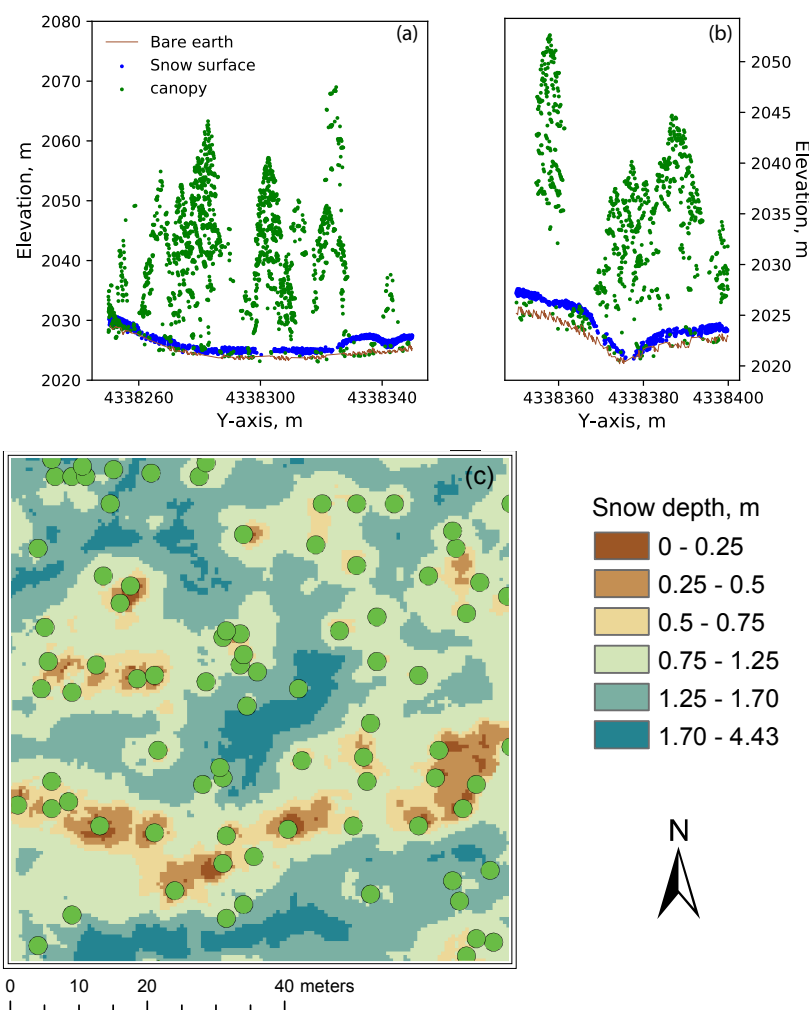 (a)
Bare earth
Snow surface
canopy
2080
2070
2060
2050
2040
2030
2020
Elevation, m
4338260 4338300 4338340
Y-axis, m
(b)
2050
2045
2040
2035
2030
2025
2020
Elevation, m
4338360 4338380 4338400
Y-axis, m
(c)
Snow depth, m
0 - 0.25
0.25 - 0.5
0.5 - 0.75
0.75 - 1.25
1.25 - 1.70
1.70 - 4.43
N
0 10 20 40 meters